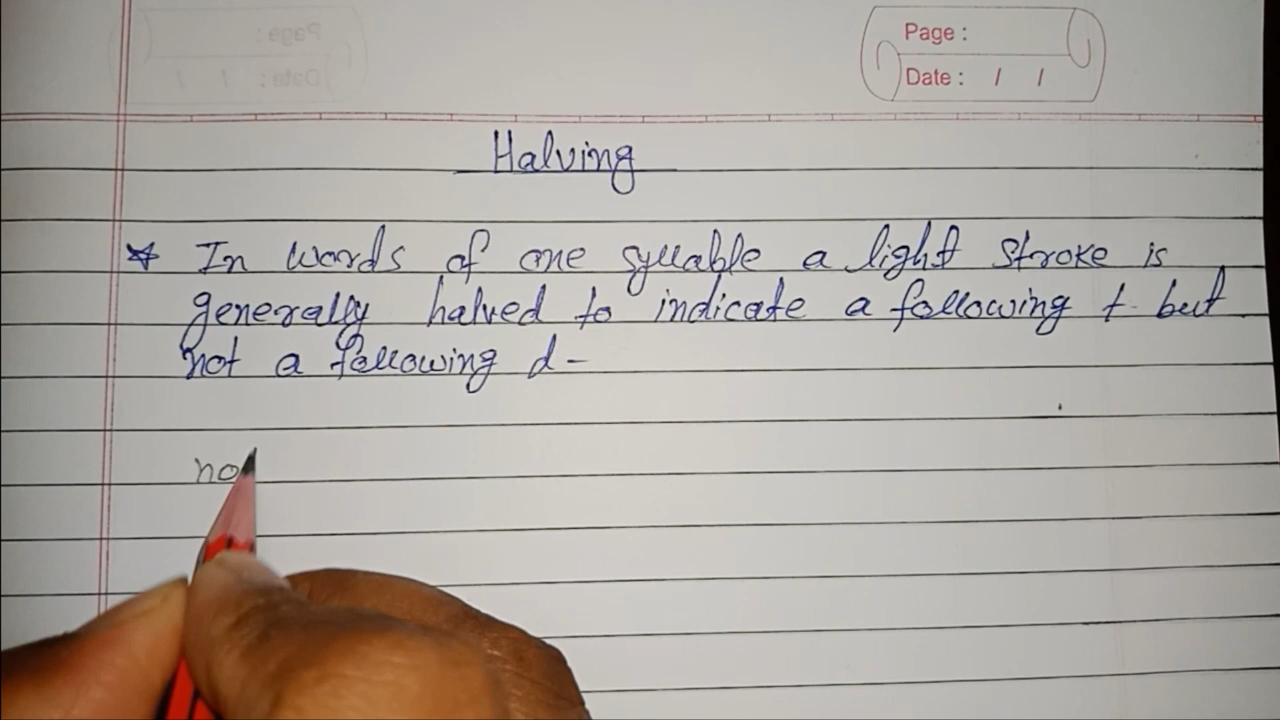 Page :
Date : / /
Halving
* In words of one syllable a light stroke is
generally halved to indicate a following t but
not a following d -
no